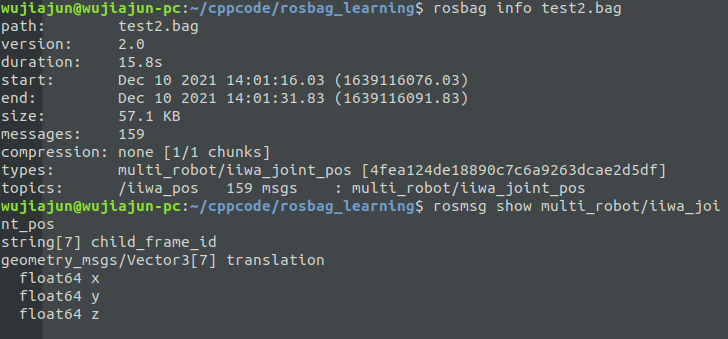 wujiajun@wujiajun-pc:~/cppcode/rosbag_learning$ rosbag info test2.bag
path:        test2.bag
version:     2.0
duration:    15.8s
start:       Dec 10 2021 14:01:16.03 (1639116076.03)
end:         Dec 10 2021 14:01:31.83 (1639116091.83)
size:        57.1 KB
messages:    159
compression: none [1/1 chunks]
types:       multi_robot/iiwa_joint_pos [4fea124de18890c7c6a9263dcae2d5df]
topics:      /iiwa_pos   159 msgs    : multi_robot/iiwa_joint_pos
wujiajun@wujiajun-pc:~/cppcode/rosbag_learning$ rosmsg show multi_robot/iiwa_joi
nt_pos
string[7] child_frame_id
geometry_msgs/Vector3[7] translation
  float64 x
  float64 y
  float64 z